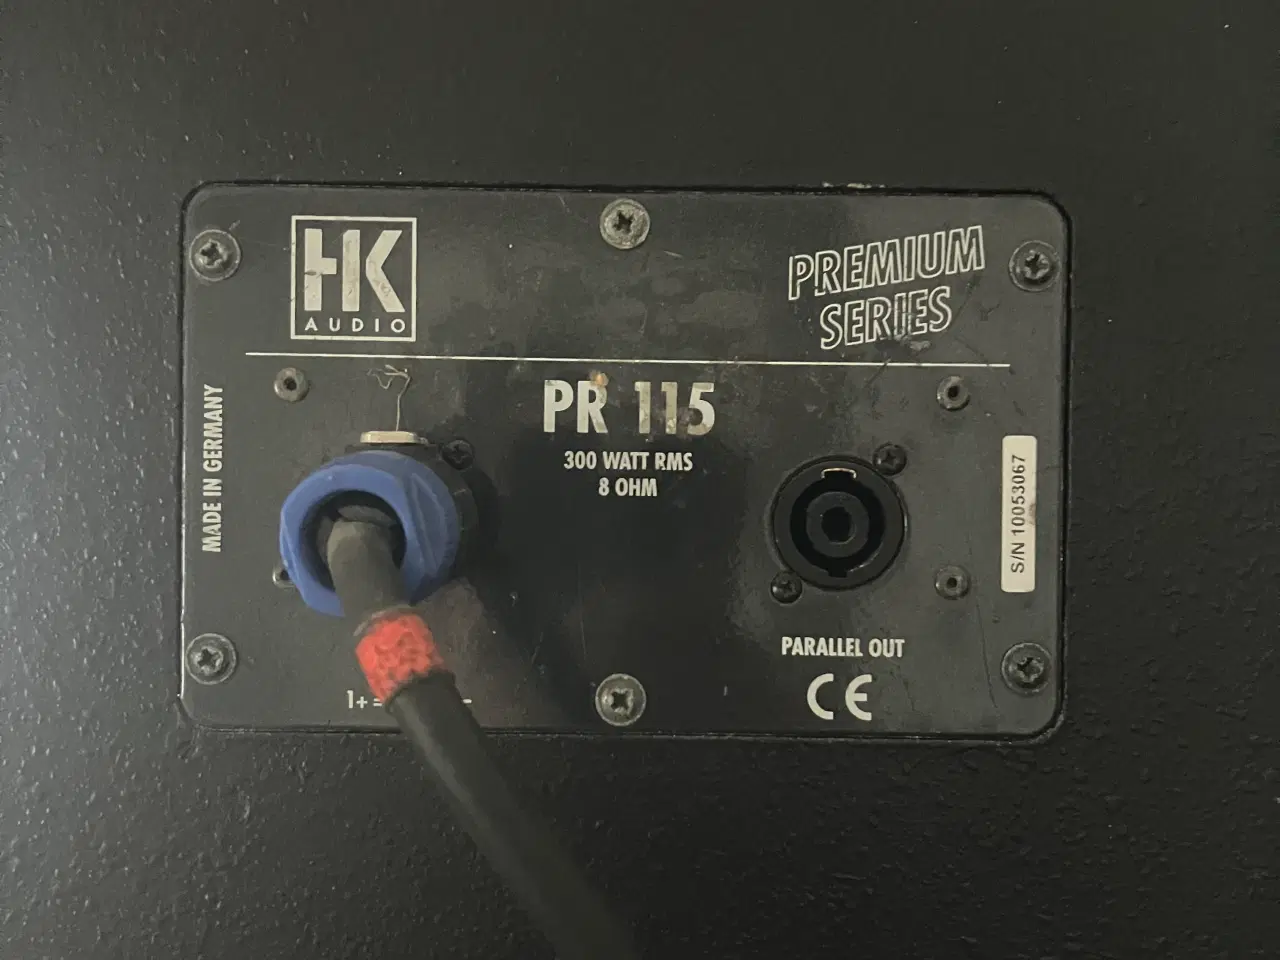 HK
AUDIO
PREMIUM
SERIES
MADE IN GERMANY
PR 115
300 WATT RMS
8 OHM
S/N 10053067
PARALLEL OUT
CE
1+ =